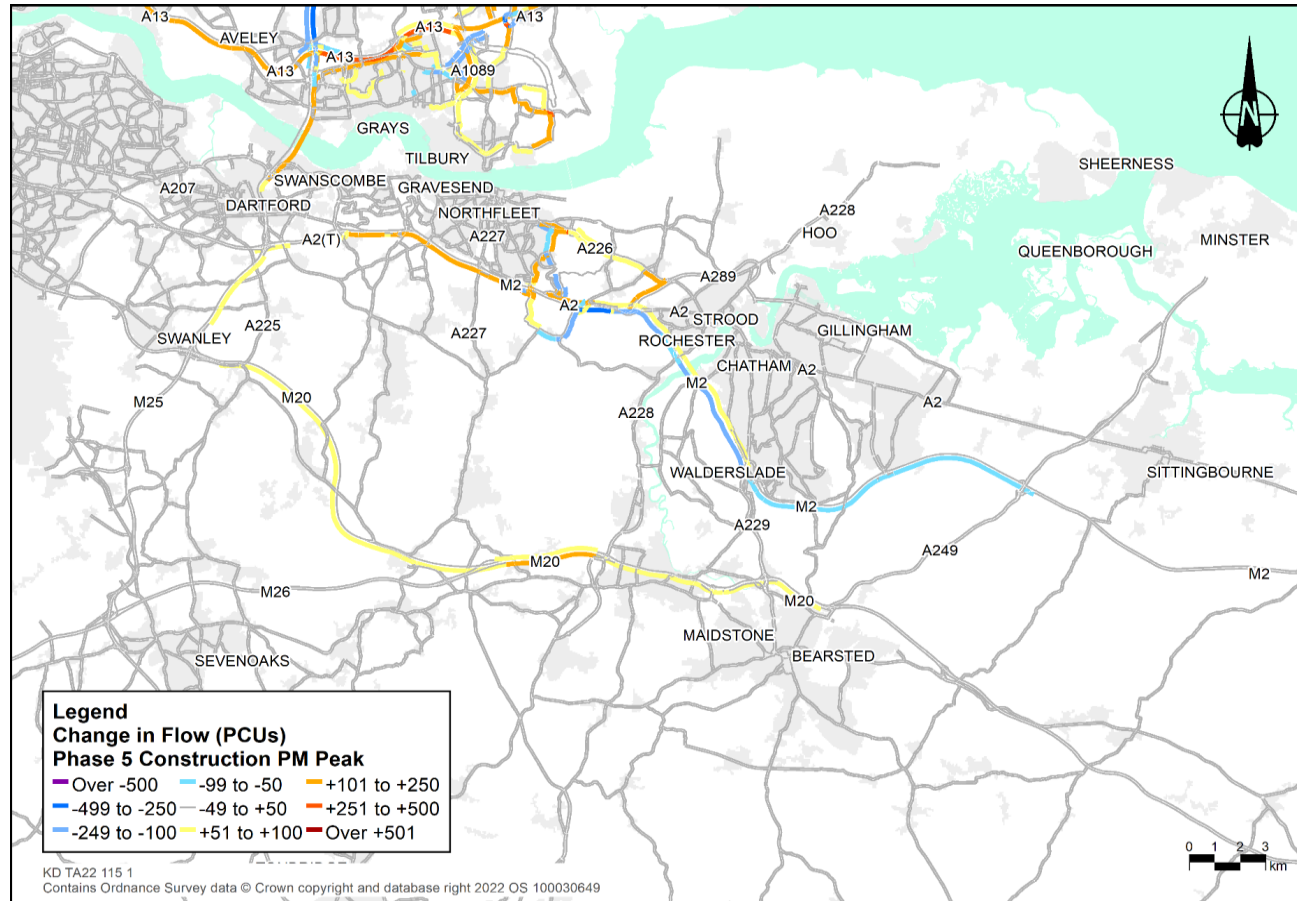 A13
A13
A13
AVELEY
A13
A13
A1089
GRAYS
TILBURY
N
SHEERNESS
SWANSCOMBE
A207
GRAVESEND
DARTFORD
NORTHFLEET
A228
HOO
A227
A2(T)
A226
QUEENBOROUGH
MINSTER
A289
M2
A2
A2
STROOD
A225
SWANLEY
A227
ROCHESTER
GILLINGHAM
CHATHAM
A2
M2
M25
M20
A228
A2
WALDERSLADE
SITTINGBOURNE
M2
A229
A249
M20
M2
M26
M20
MAIDSTONE
BEARSTED
SEVENOAKS
Legend
Change in Flow (PCUs)
Phase 5 Construction PM Peak
Over -500 -99 to -50 +101 to +250
-499 to -250 -49 to +50 +251 to +500
-249 to -100 +51 to +100 Over +501
0 1 2 3
km
KD TA22 115 1
Contains Ordnance Survey data © Crown copyright and database right 2022 OS 100030649